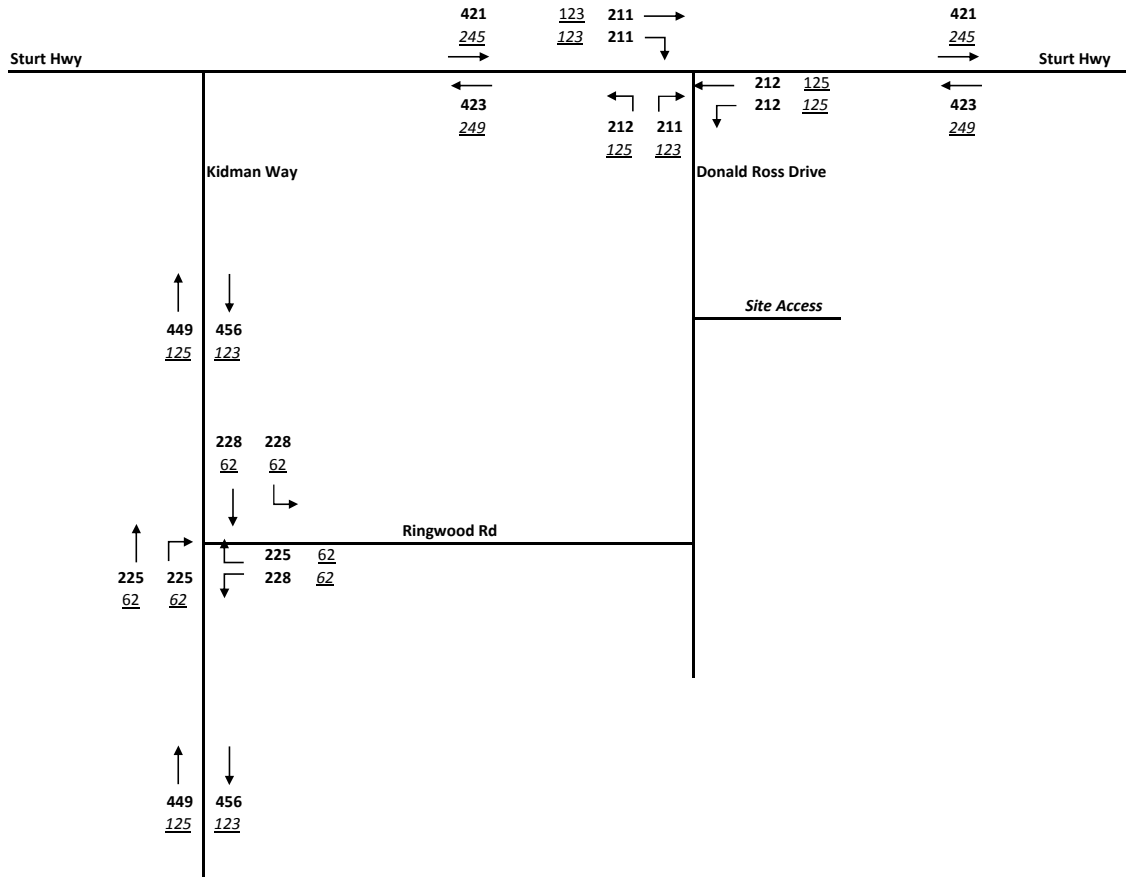 421 123 211 421
245 123 211 245
Sturt Hwy Sturt Hwy
212 125
423 212 125 423
249 212 211 249
125 123
Kidman Way Donald Ross Drive
Site Access
449 456
125 123
228 228
62 62
Ringwood Rd
225 62
225 225 228 62
62 62
449 456
125 123